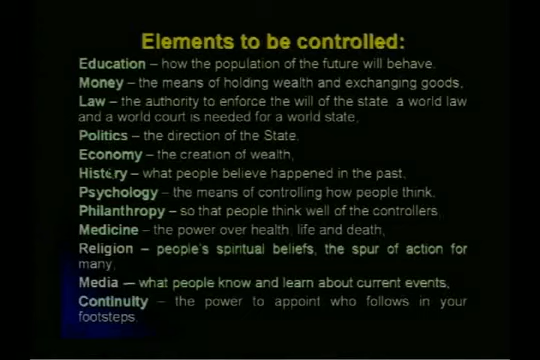 Elements to be controlled:
Education – how the population of the future will behave.
Money – the means of holding wealth and exchanging goods,
Law – the authority to enforce the will of the state, a world law
and a world court is needed for a world state,
Politics – the direction of the State.
Economy – the creation of wealth,
History – what people believe happened in the past,
Psychology – the means of controlling how people think.
Philanthropy – so that people think well of the controllers,
Medicine – the power over health, life and death,
Religion – people's spiritual beliefs, the spur of action for
many,
Media — what people know and learn about current events,
Continuity – the power to appoint who follows in your
footsteps.